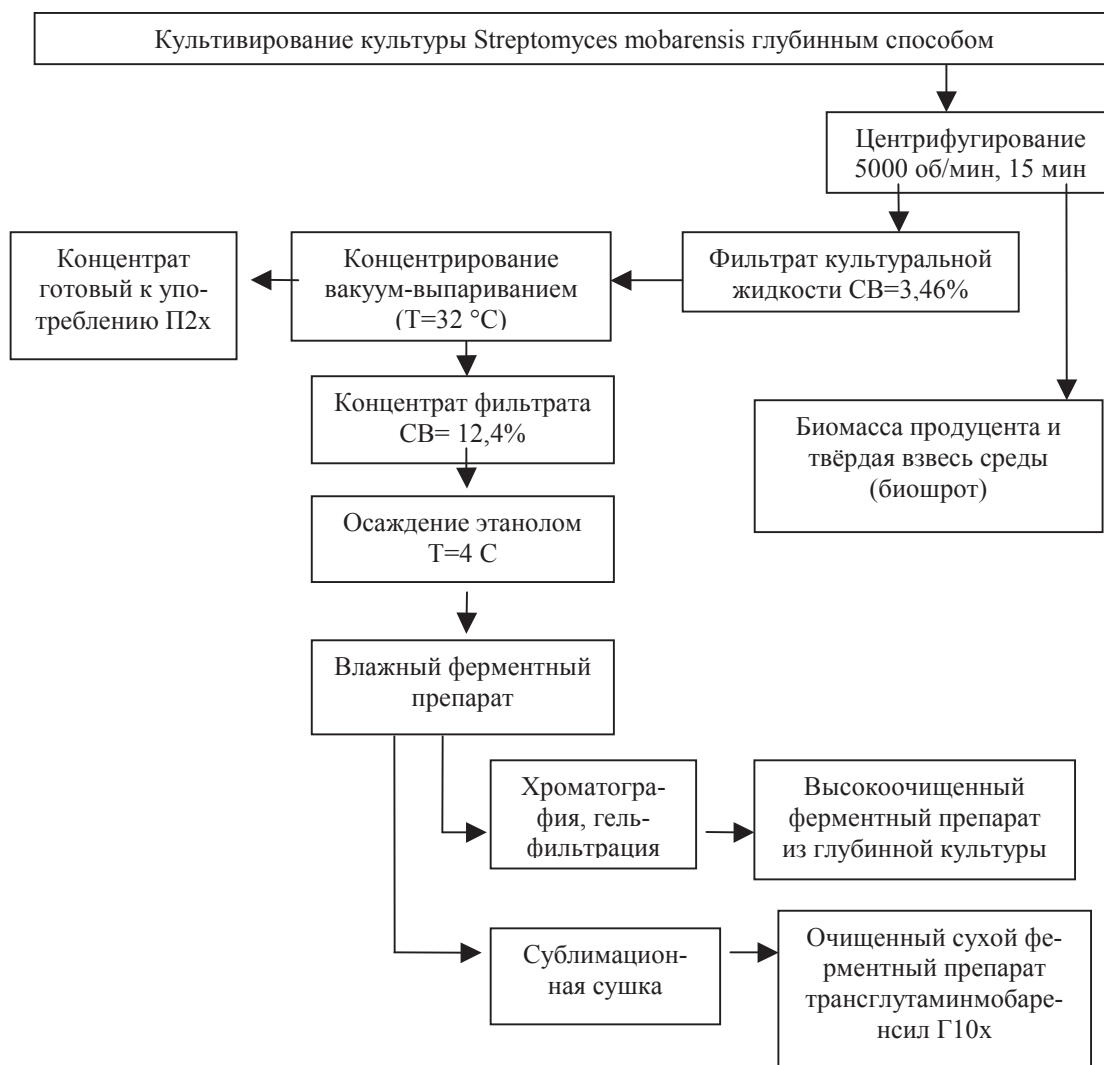 Культивирование культуры Streptomyces mobarensis глубинным способом
Центрифугирование
5000 об/мин, 15 мин
Концентрат
готовый к упо-
треблению П2х
Концентрирование
вакуум-выпариванием
(Т=32 °С)
Фильтрат культуральной
жидкости СВ=3,46%
Концентрат фильтрата
СВ= 12,4%
Биомасса продуцента и
твёрдая взвесь среды
(биошрот)
Осаждение этанолом
Т=4 С
Влажный ферментный
препарат
Хроматогра-
фия, гель-
фильтрация
Высокоочищенный
ферментный препарат
из глубинной культуры
Сублимацион-
ная сушка
Очищенный сухой фе-
рментный препарат
трансглутаминмобаре-
нсил Г10х